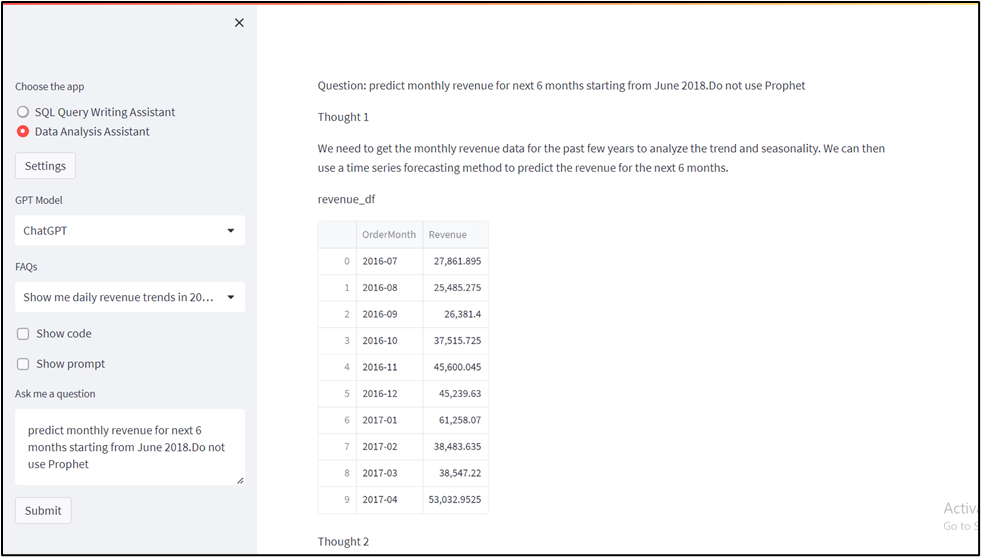 Choose the app
SQL Query Writing Assistant
Data Analysis Assistant
Settings
GPT Model
ChatGPT
FAQs
Show me daily revenue trends in 20...
Show code
Show prompt
Ask me a question
predict monthly revenue for next 6
months starting from June 2018.Do not
use Prophet
Submit
Question: predict monthly revenue for next 6 months starting from June 2018.Do not use Prophet
Thought 1
We need to get the monthly revenue data for the past few years to analyze the trend and seasonality. We can then
use a time series forecasting method to predict the revenue for the next 6 months.
revenue_df
OrderMonth Revenue
0 2016-07 27,861.895
1 2016-08 25,485.275
2 2016-09 26,381.4
3 2016-10 37,515.725
4 2016-11 45,600.045
5 2016-12 45,239.63
6 2017-01 61,258.07
7 2017-02 38,483.635
8 2017-03 38,547.22
9 2017-04 53,032.9525
Thought 2
Go to